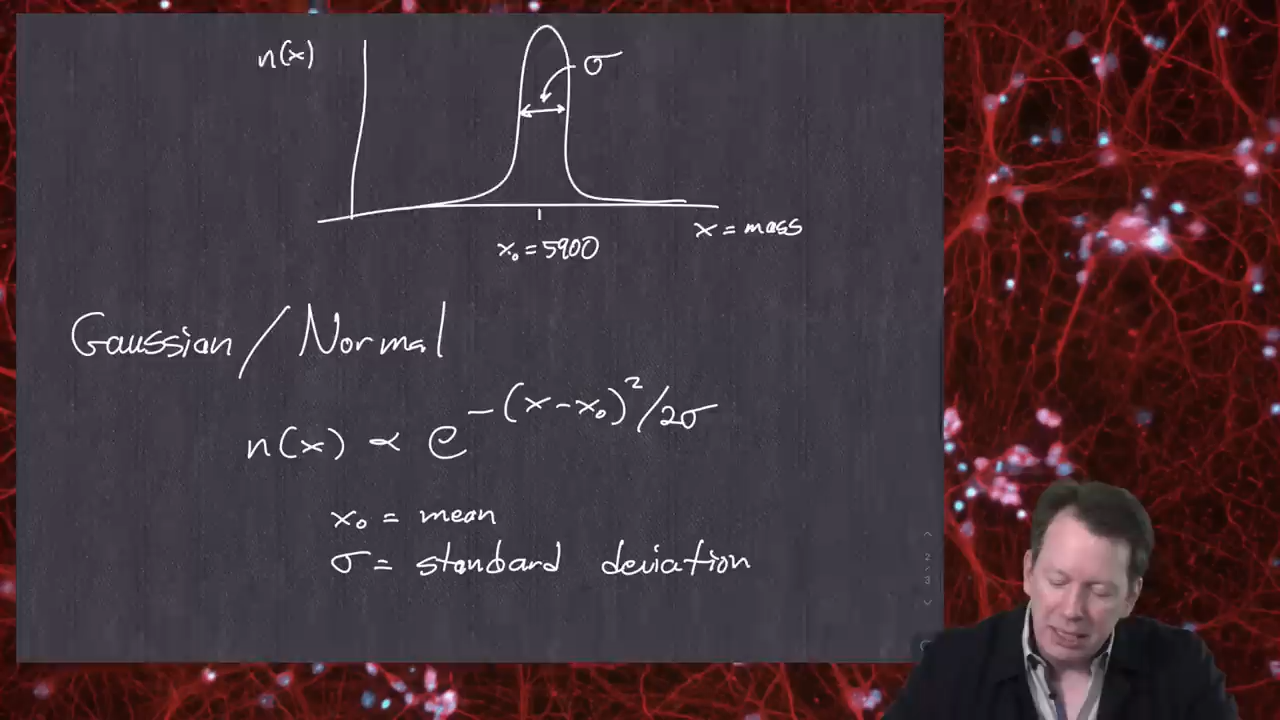 n(x)
σ
x = mass
x₀ = 5900
Gaussian / Normal
n(x) ∝ e^{-(x-x₀)²/2σ}
x₀ = mean
σ = standard deviation